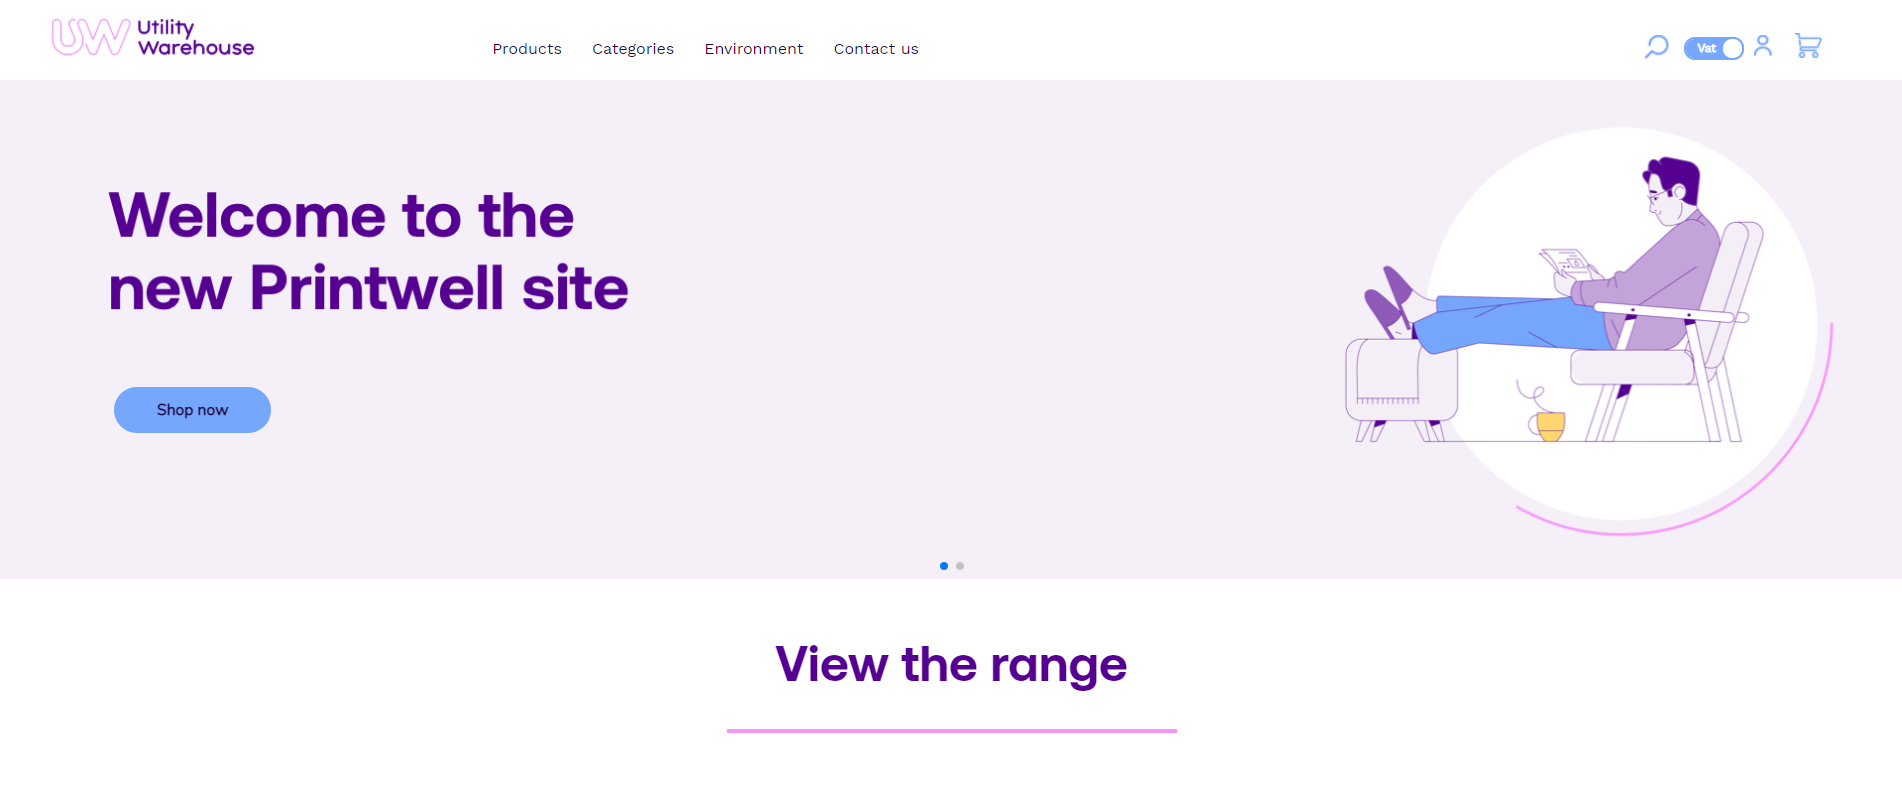 UW Utility
Warehouse
Products Categories Environment Contact us
Vat
Welcome to the
new Printwell site
Shop now
View the range